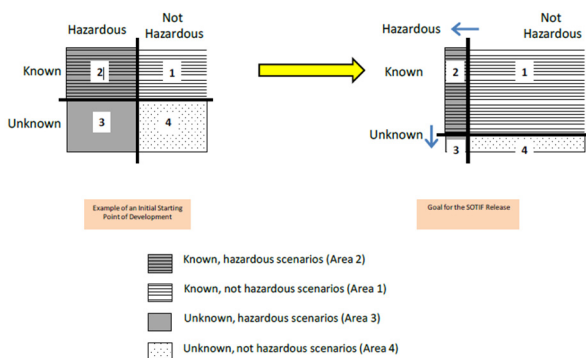 Hazardous
Not
Hazardous
Known
2
1
Unknown
3
4
Example of an Initial Starting
Point of Development
Hazardous
Not
Hazardous
Known
2
1
Unknown
3
4
Goal for the SOTIF Release
Known, hazardous scenarios (Area 2)
Known, not hazardous scenarios (Area 1)
Unknown, hazardous scenarios (Area 3)
Unknown, not hazardous scenarios (Area 4)